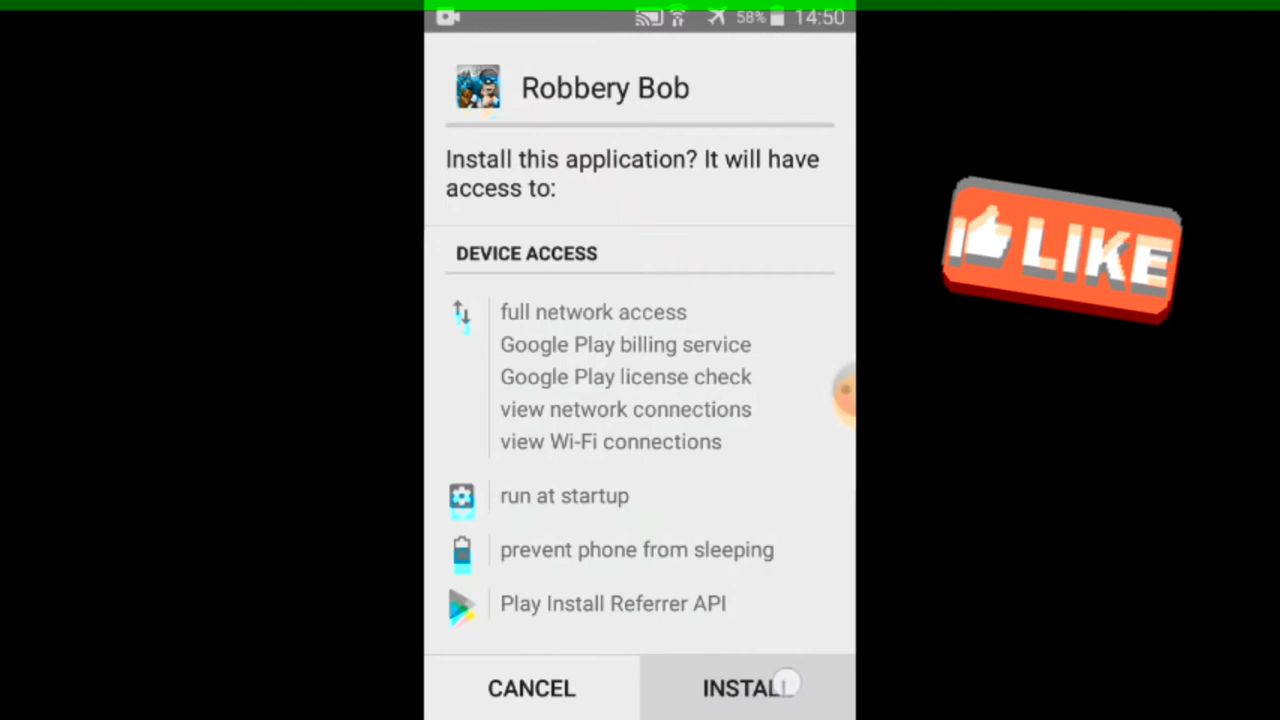 58% 14:50
Robbery Bob
Install this application? It will have
access to:
DEVICE ACCESS
full network access
Google Play billing service
Google Play license check
view network connections
view Wi-Fi connections
run at startup
prevent phone from sleeping
Play Install Referrer API
CANCEL INSTALL
LIKE